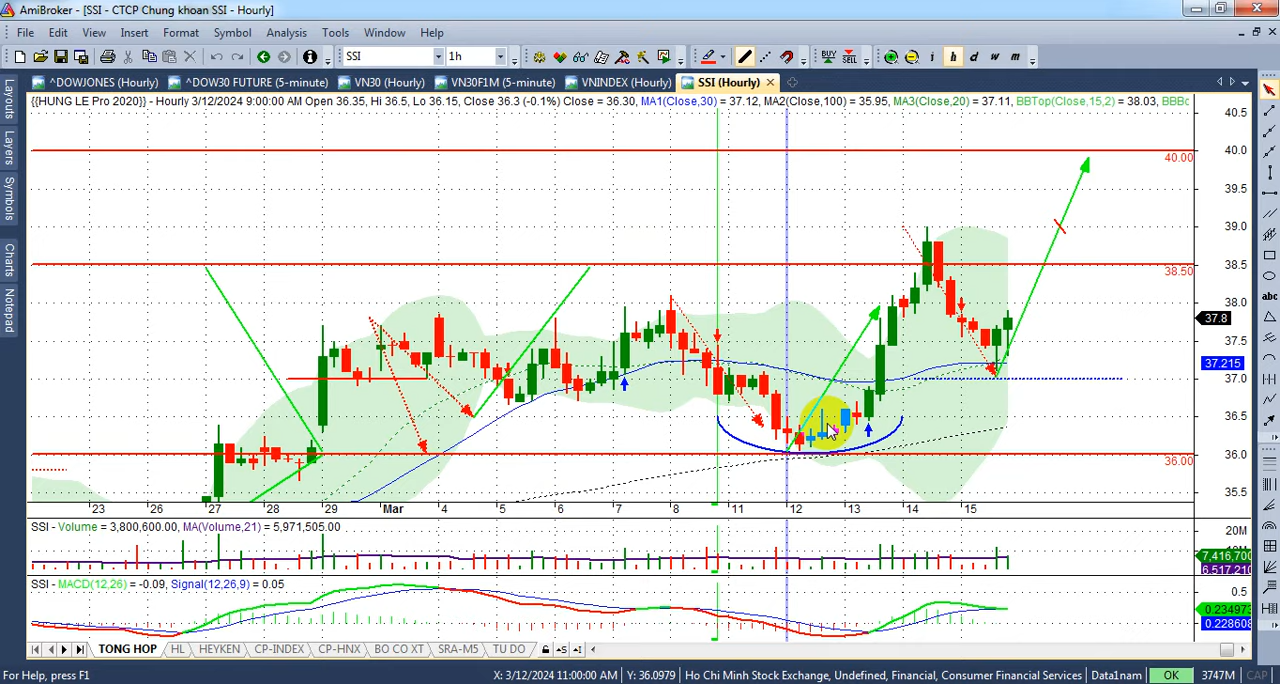 AmiBroker - [SSI - CTCP Chung khoan SSI - Hourly]
File Edit View Insert Format Symbol Analysis Tools Window Help
SSI 1h BUY SELL i h d w m
^DOWJONES (Hourly) ^DOW30 FUTURE (5-minute) VN30 (Hourly) VN30F1M (5-minute) VNINDEX (Hourly) SSI (Hourly)
Layouts
Layers
Symbols
Charts
Notepad
{{HUNG LE Pro 2020}} - Hourly 3/12/2024 9:00:00 AM Open 36.35, Hi 36.5, Lo 36.15, Close 36.3 (-0.1%) Close = 36.30, MA1(Close,30) = 37.12, MA2(Close,100) = 35.95, MA3(Close,20) = 37.11, BBTop(Close,15,2) = 38.03, BBBo
40.5
40.0
40.00
39.5
39.0
38.5
38.50
38.0
37.8
37.5
37.215
37.0
36.5
36.0
36.00
35.5
23 26 27 28 29 Mar 4 5 6 7 8 11 12 13 14 15
SSI - Volume = 3,800,600.00, MA(Volume,21) = 5,971,505.00
20M
7,416,700
6,517,210
SSI - MACD(12,26) = -0.09, Signal(12,26,9) = 0.05
0.5
0.234973
0.228608
abc
TONG HOP HL HEYKEN CP-INDEX CP-HNX BO CO XT SRA-M5 TU DO
For Help, press F1 X: 3/12/2024 11:00:00 AM Y: 36.0979 Ho Chi Minh Stock Exchange, Undefined, Financial, Consumer Financial Services Data1nam OK 3747M CAP